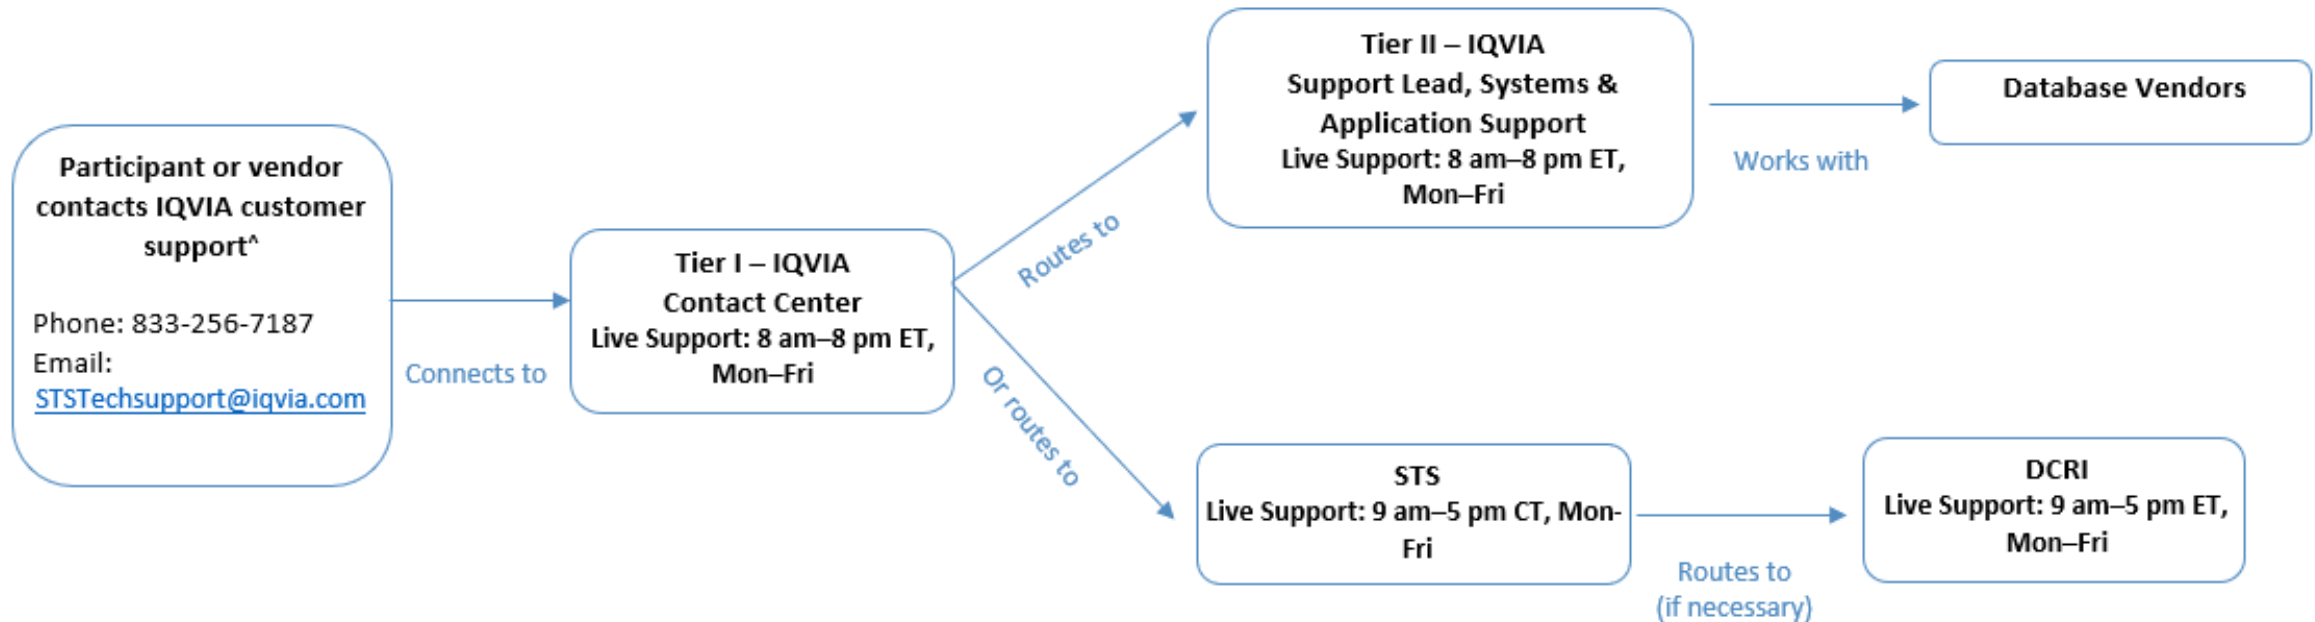 Participant or vendor
contacts IQVIA customer
support^
Phone: 833-256-7187
Email:
STSTechsupport@iqvia.com
Connects to
Tier I – IQVIA
Contact Center
Live Support: 8 am–8 pm ET,
Mon–Fri
Routes to
Tier II – IQVIA
Support Lead, Systems &
Application Support
Live Support: 8 am–8 pm ET,
Mon–Fri
Works with
Database Vendors
Or routes to
STS
Live Support: 9 am–5 pm CT, Mon-
Fri
Routes to
(if necessary)
DCRI
Live Support: 9 am–5 pm ET,
Mon–Fri